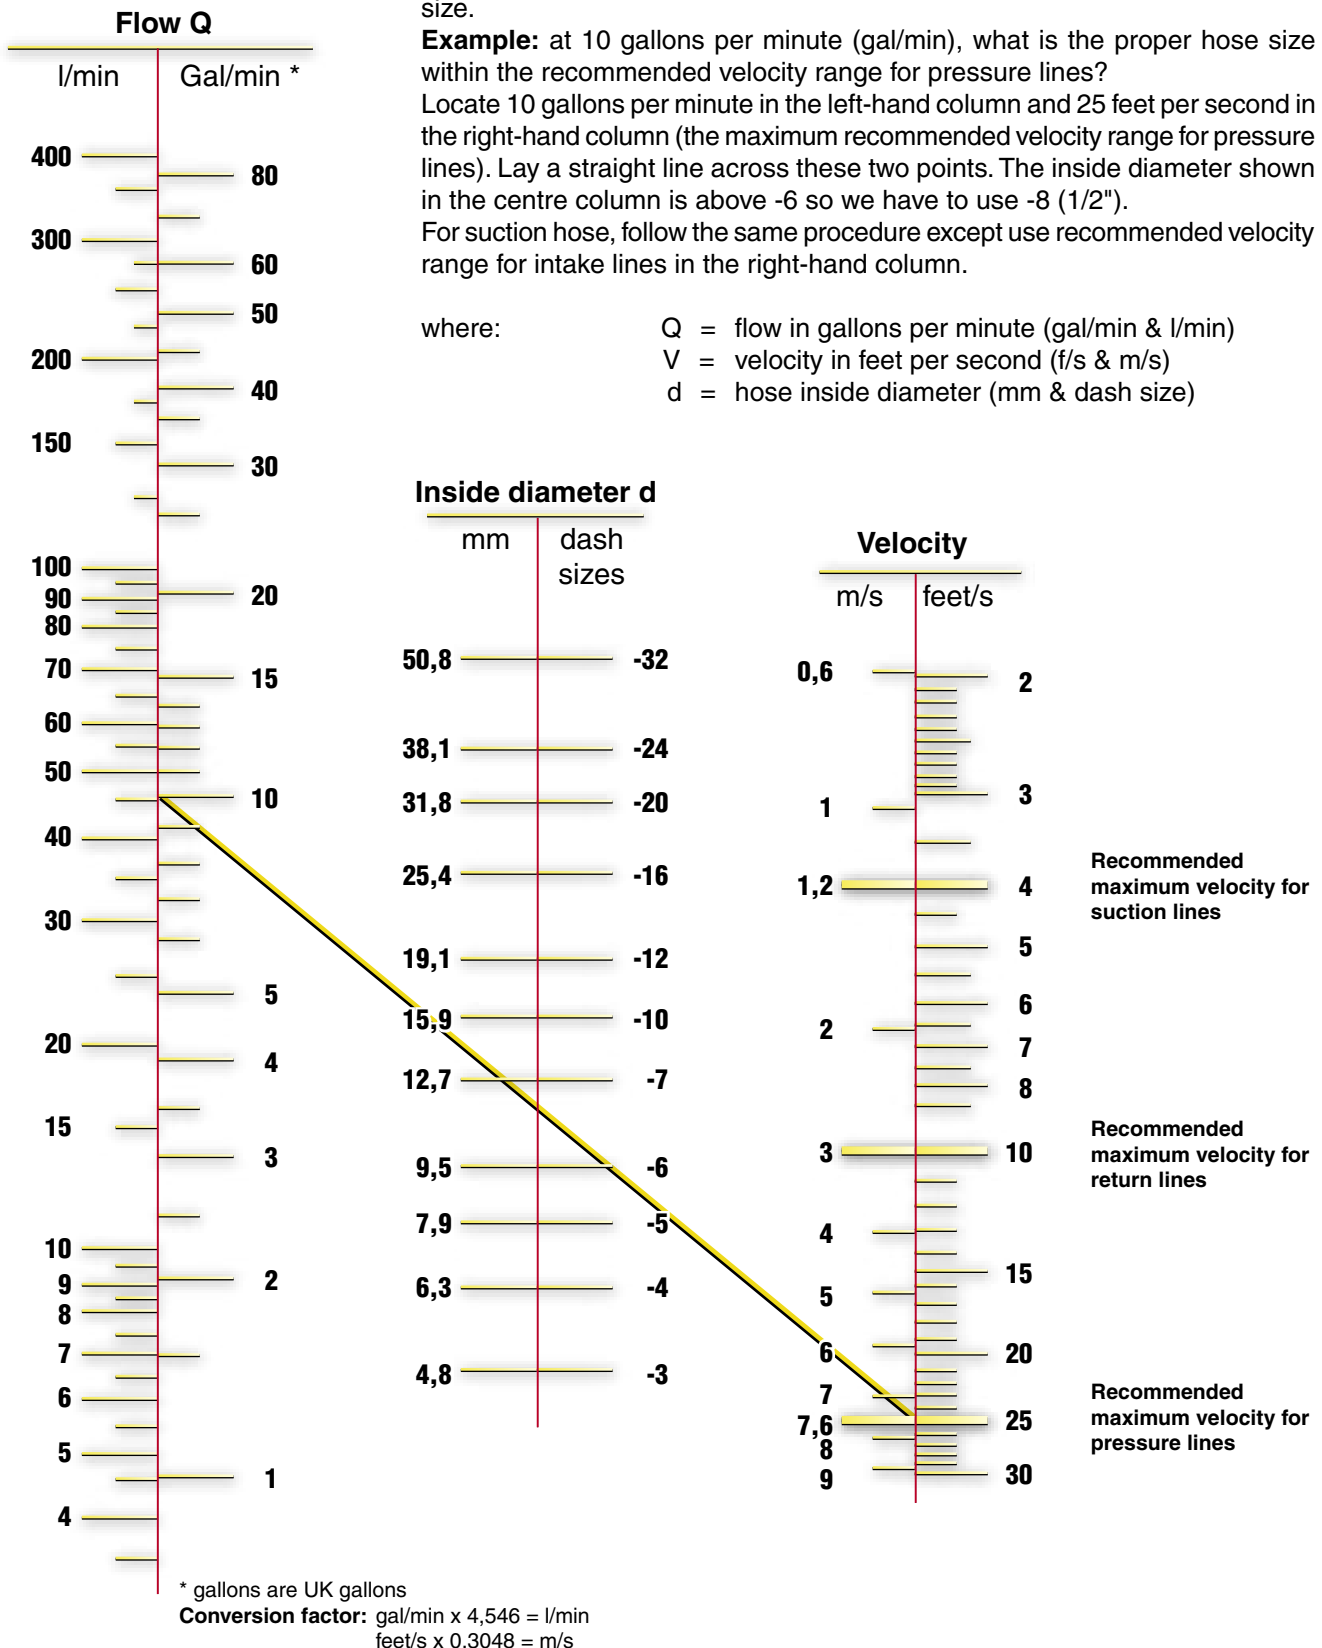 size.
Example: at 10 gallons per minute (gal/min), what is the proper hose size
within the recommended velocity range for pressure lines?
Locate 10 gallons per minute in the left-hand column and 25 feet per second in
the right-hand column (the maximum recommended velocity range for pressure
lines). Lay a straight line across these two points. The inside diameter shown
in the centre column is above -6 so we have to use -8 (1/2").
For suction hose, follow the same procedure except use recommended velocity
range for intake lines in the right-hand column.
where:
Q = flow in gallons per minute (gal/min & l/min)
V = velocity in feet per second (f/s & m/s)
d = hose inside diameter (mm & dash size)
Flow Q
l/min Gal/min *
400
80
300
60
50
200
40
150
30
100
20
90
80
70
15
60
50
10
40
30
5
20
4
15
3
10
2
9
8
7
6
5
1
4
Inside diameter d
mm dash
sizes
50,8 -32
38,1 -24
31,8 -20
25,4 -16
19,1 -12
15,9 -10
12,7 -7
9,5 -6
7,9 -5
6,3 -4
4,8 -3
Velocity
m/s feet/s
0,6 2
3
1
1,2 4
5
6
2
7
8
3 10
4
15
5
6 20
7
7,6 25
8
9 30
Recommended
maximum velocity for
suction lines
Recommended
maximum velocity for
return lines
Recommended
maximum velocity for
pressure lines
* gallons are UK gallons
Conversion factor: gal/min x 4,546 = l/min
feet/s x 0,3048 = m/s